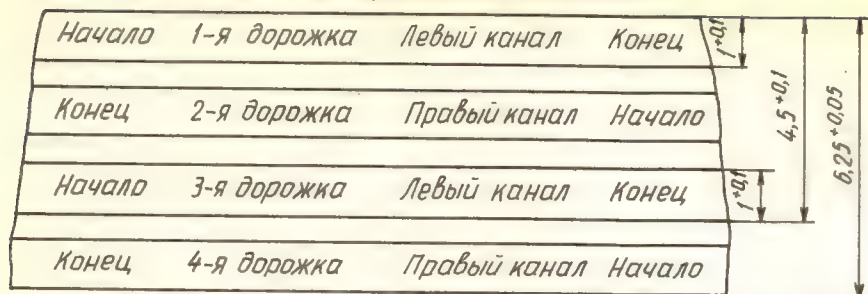 Начало 1-я дорожка Левый канал Конец
Конец 2-я дорожка Правый канал Начало
Начало 3-я дорожка Левый канал Конец
Конец 4-я дорожка Правый канал Начало
1+0,1
4,5+0,1
6,25+0,05
1+0,1